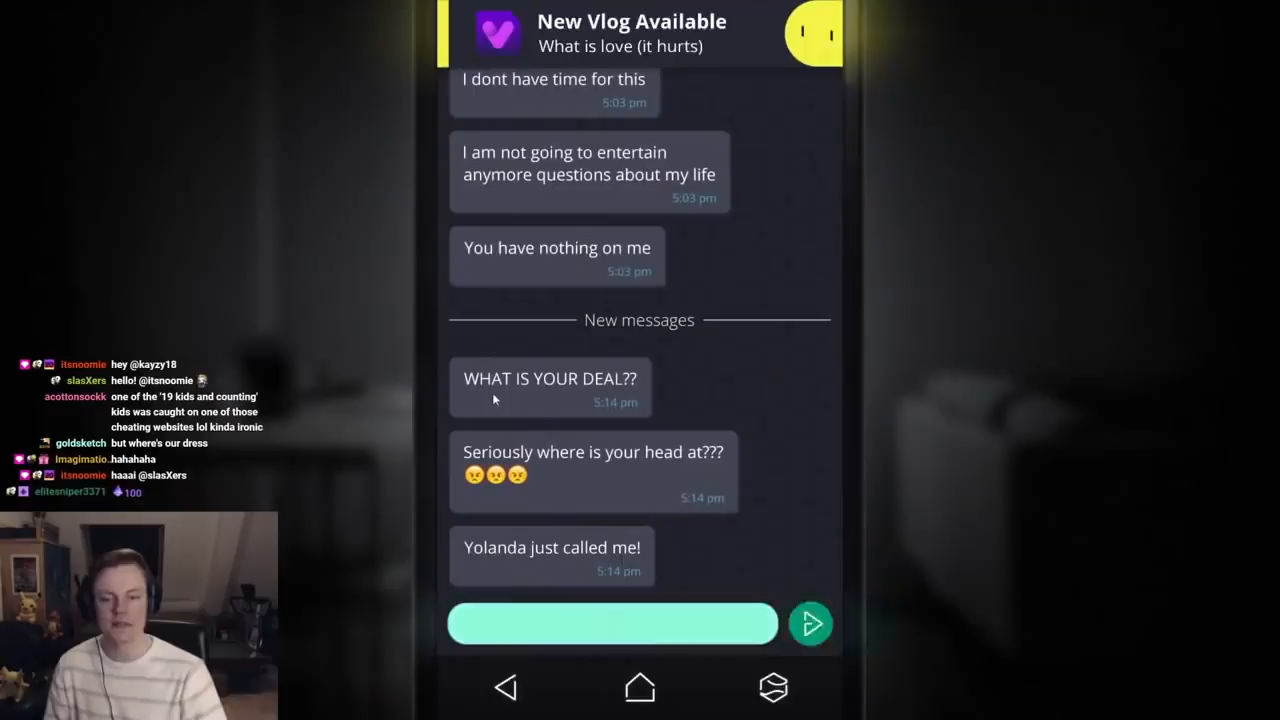 New Vlog Available
What is love (it hurts)
I dont have time for this
5:03 pm
I am not going to entertain
anymore questions about my life
5:03 pm
You have nothing on me
5:03 pm
New messages
WHAT IS YOUR DEAL??
5:14 pm
Seriously where is your head at???
😠😠😠
5:14 pm
Yolanda just called me!
5:14 pm
itsnoomie hey @kayzy18
slasXers hello! @itsnoomie
acottonsockk one of the '19 kids and counting'
kids was caught on one of those
cheating websites lol kinda ironic
goldsketch but where's our dress
Imaginatio.. hahahaha
itsnoomie haaai @slasXers
elitesniper3371 100